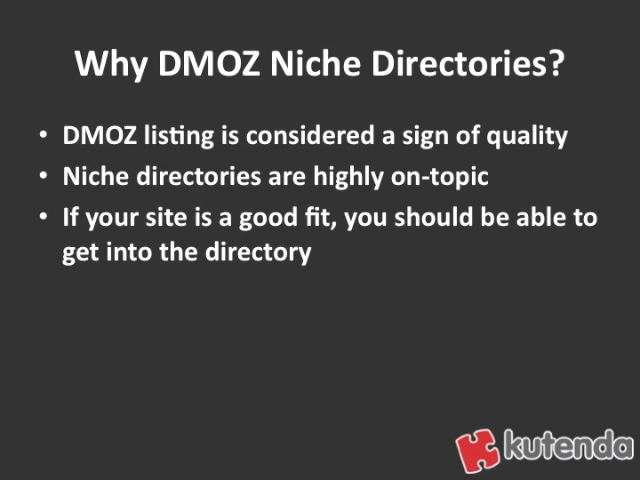 Why DMOZ Niche Directories?
• DMOZ listing is considered a sign of quality
• Niche directories are highly on-topic
• If your site is a good fit, you should be able to
get into the directory
kutenda